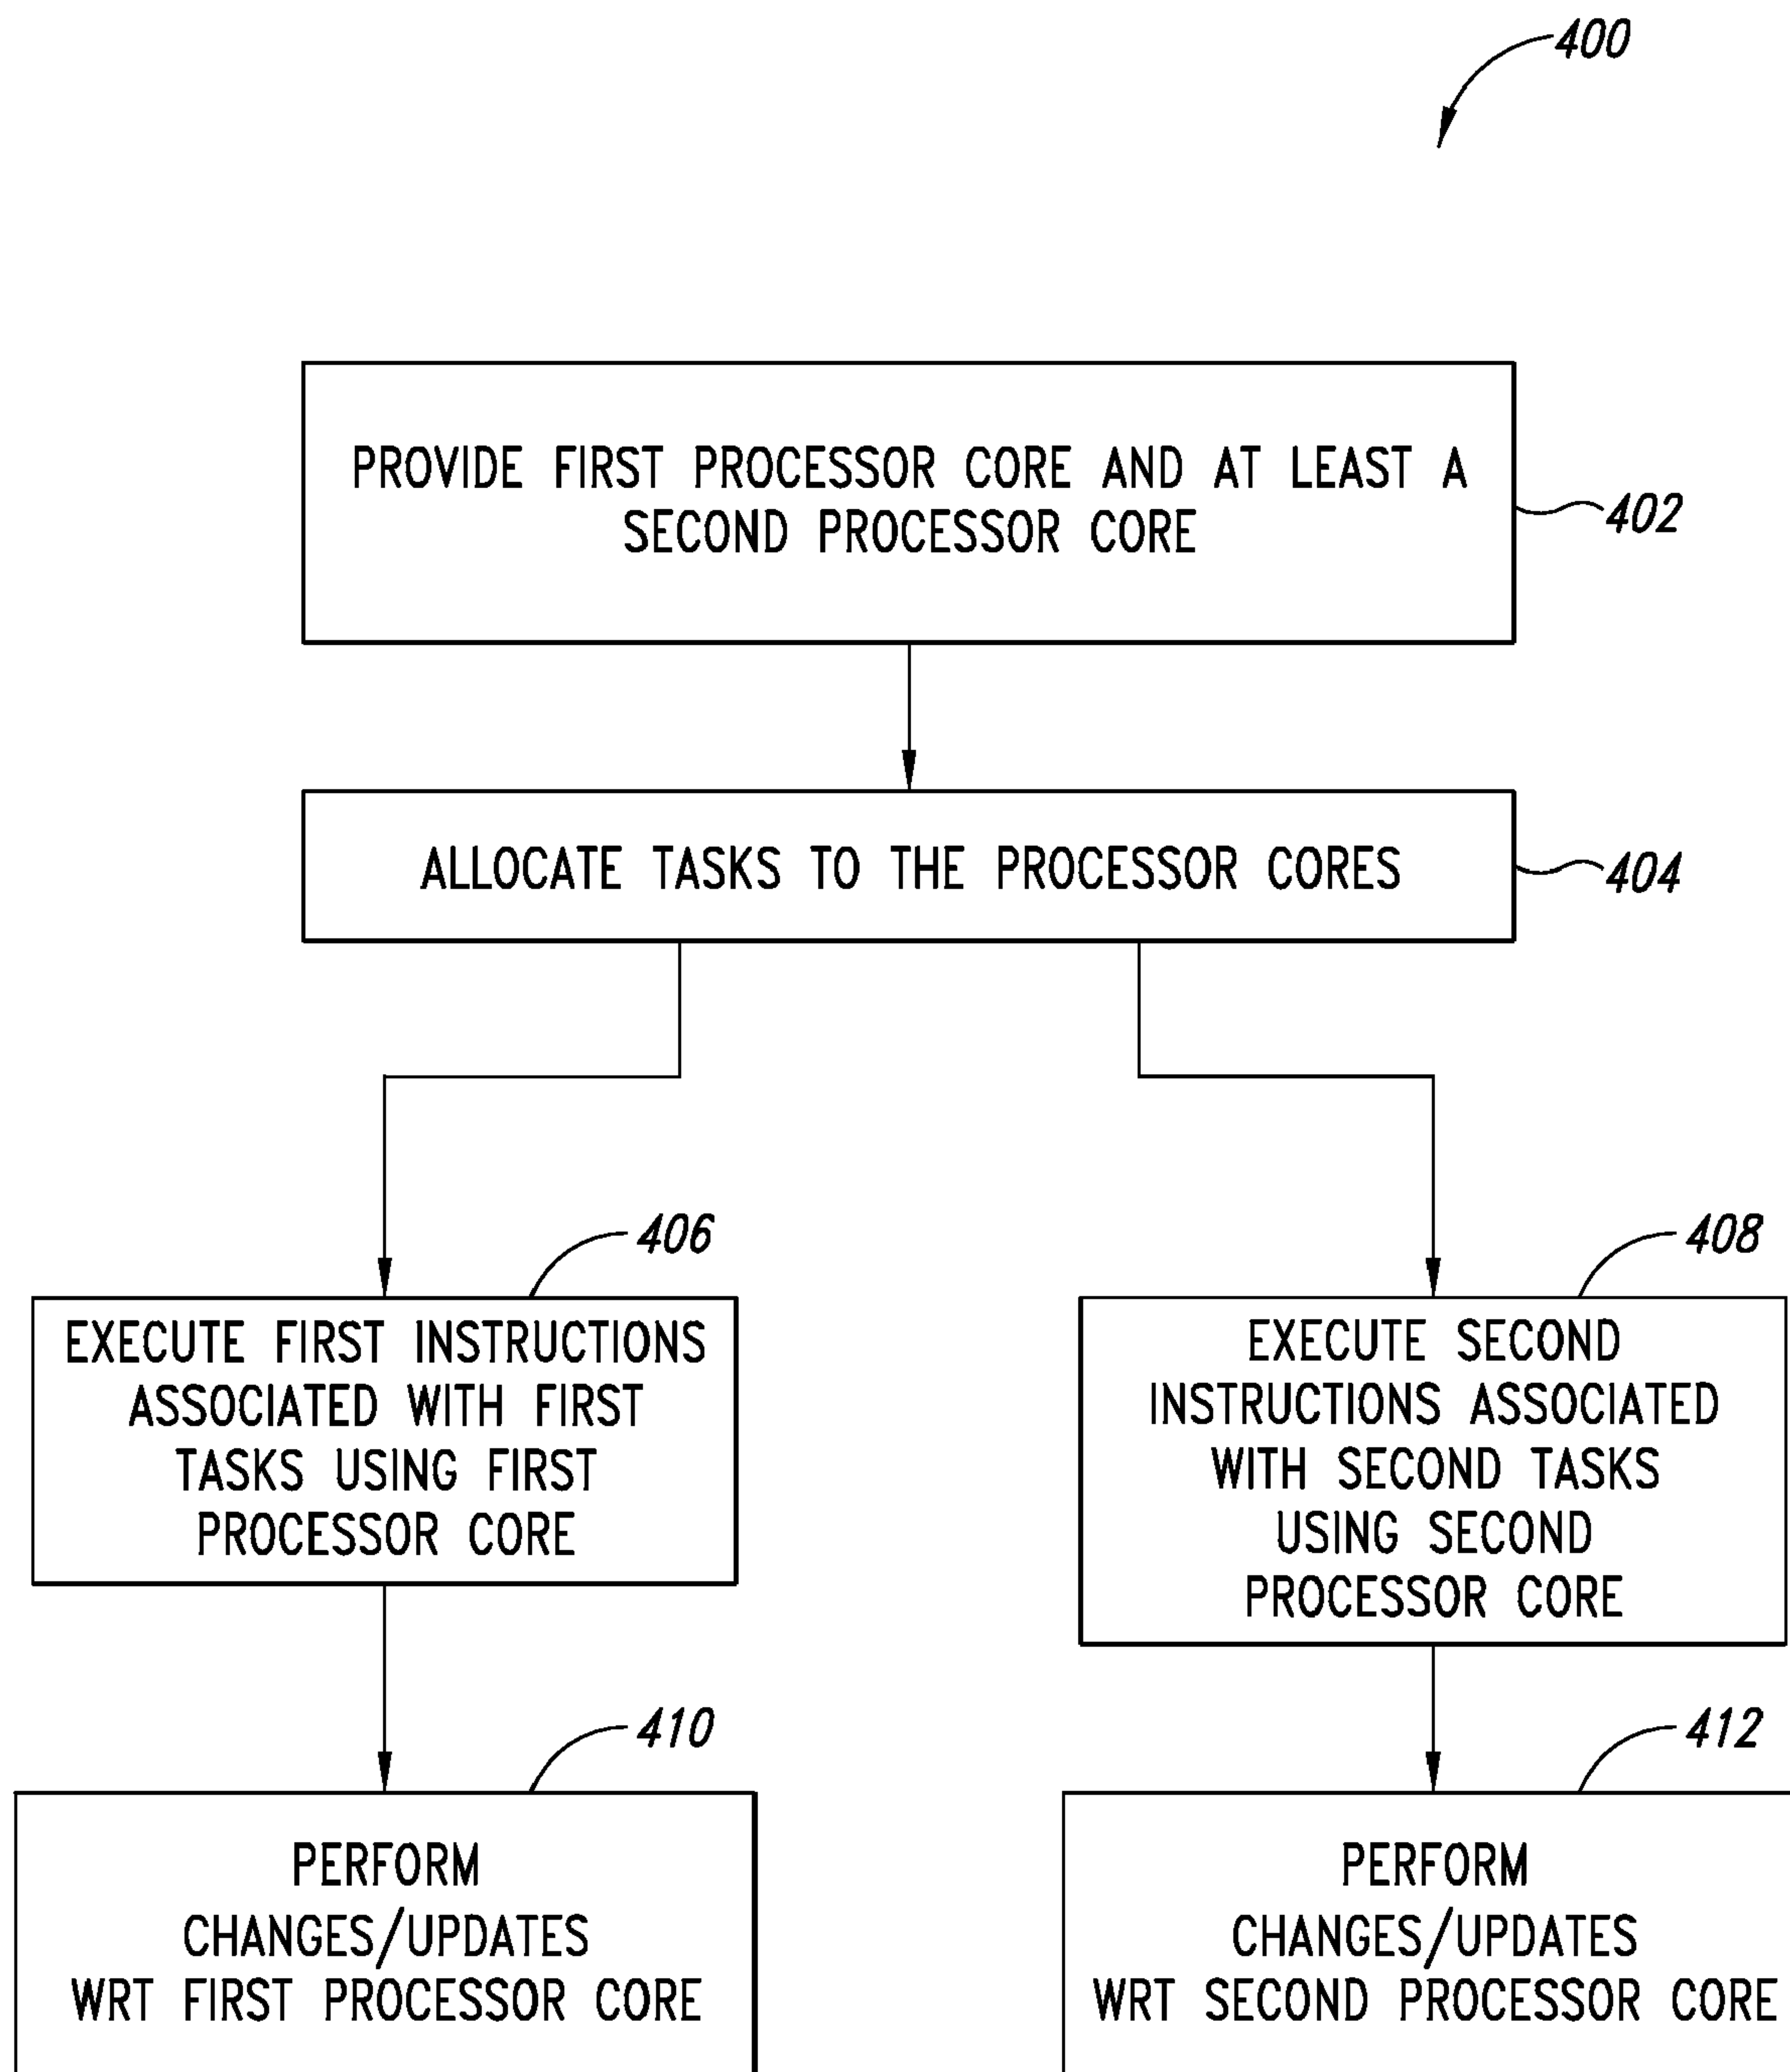 400
PROVIDE FIRST PROCESSOR CORE AND AT LEAST A
SECOND PROCESSOR CORE
402
ALLOCATE TASKS TO THE PROCESSOR CORES
404
406
EXECUTE FIRST INSTRUCTIONS
ASSOCIATED WITH FIRST
TASKS USING FIRST
PROCESSOR CORE
408
EXECUTE SECOND
INSTRUCTIONS ASSOCIATED
WITH SECOND TASKS
USING SECOND
PROCESSOR CORE
410
PERFORM
CHANGES/UPDATES
WRT FIRST PROCESSOR CORE
412
PERFORM
CHANGES/UPDATES
WRT SECOND PROCESSOR CORE